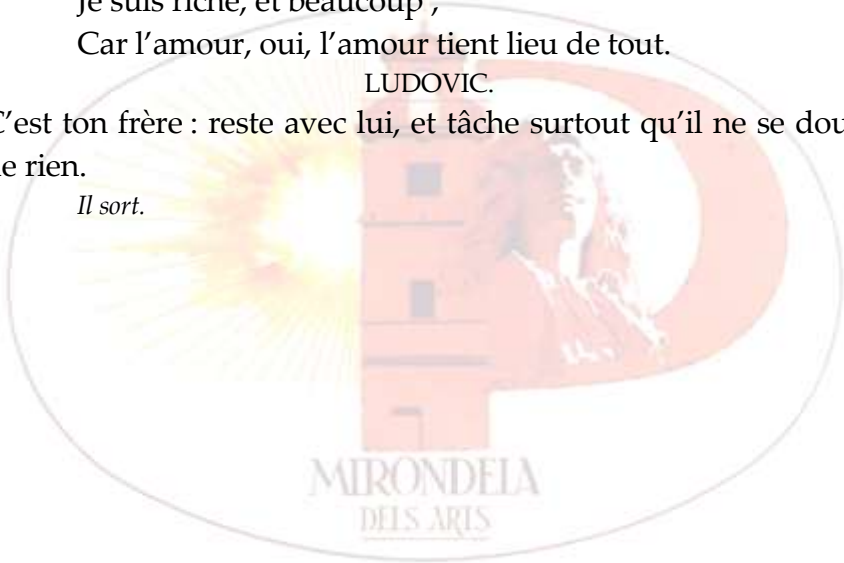 Je suis riche, et beaucoup ;
Car l’amour, oui, l’amour tient lieu de tout.
LUDOVIC.
C’est ton frère : reste avec lui, et tâche surtout qu’il ne se dou
de rien.
Il sort.
MIRONDELA
DELS ARTS